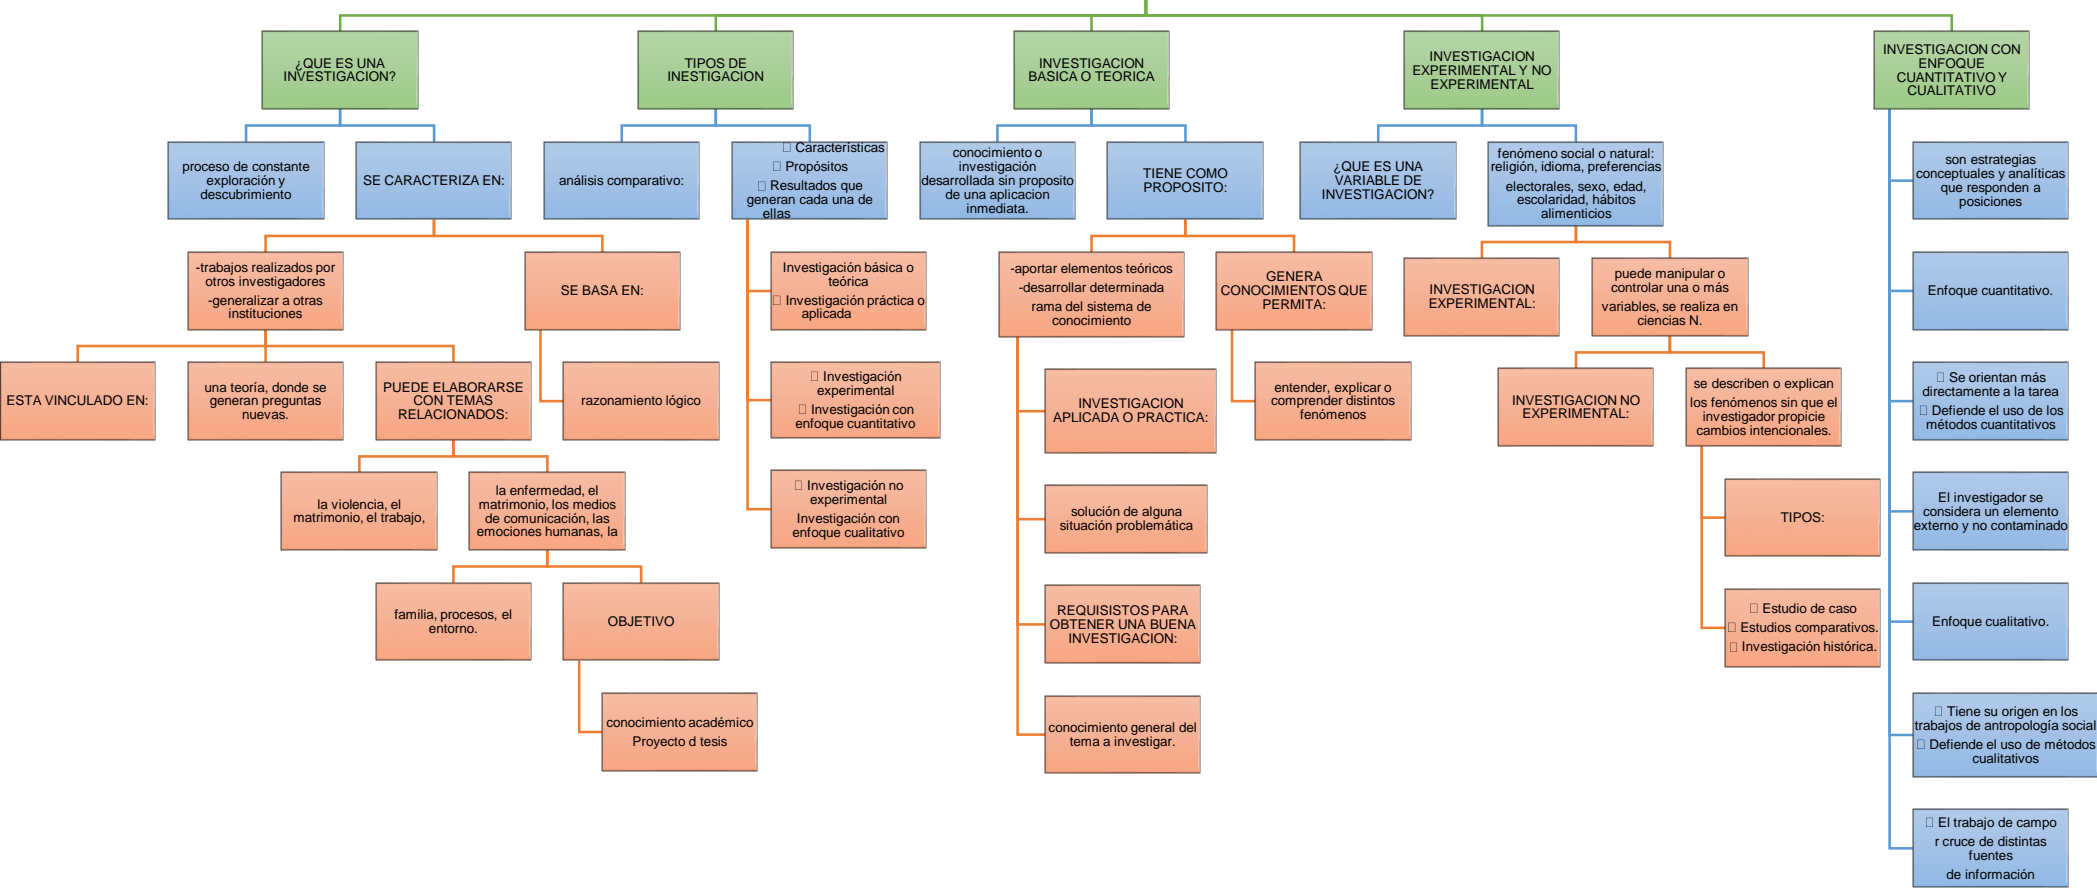 ¿QUE ES UNA
INVESTIGACION?
TIPOS DE
INESTIGACION
INVESTIGACION
BASICA O TEORICA
INVESTIGACION
EXPERIMENTAL Y NO
EXPERIMENTAL
INVESTIGACION CON
ENFOQUE
CUANTITATIVO Y
CUALITATIVO
proceso de constante
exploración y
descubrimiento
SE CARACTERIZA EN:
análisis comparativo:
Características
Propósitos
Resultados que
generan cada una de
ellas
conocimiento o
investigación
desarrollada sin proposito
de una aplicacion
inmediata.
TIENE COMO
PROPOSITO:
¿QUE ES UNA
VARIABLE DE
INVESTIGACION?
fenómeno social o natural:
religión, idioma, preferencias
electorales, sexo, edad,
escolaridad, hábitos
alimenticios
son estrategias
conceptuales y analíticas
que responden a
posiciones
-trabajos realizados por
otros investigadores
-generalizar a otras
instituciones
SE BASA EN:
Investigación básica o
teórica
Investigación práctica o
aplicada
-aportar elementos teóricos
-desarrollar determinada
rama del sistema de
conocimiento
GENERA
CONOCIMIENTOS QUE
PERMITA:
INVESTIGACION
EXPERIMENTAL:
puede manipular o
controlar una o más
variables, se realiza en
ciencias N.
Enfoque cuantitativo.
ESTA VINCULADO EN:
una teoría, donde se
generan preguntas
nuevas.
PUEDE ELABORARSE
CON TEMAS
RELACIONADOS:
razonamiento lógico
Investigación
experimental
Investigación con
enfoque cuantitativo
INVESTIGACION
APLICADA O PRACTICA:
entender, explicar o
comprender distintos
fenómenos
INVESTIGACION NO
EXPERIMENTAL:
se describen o explican
los fenómenos sin que el
investigador propicie
cambios intencionales.
Se orientan más
directamente a la tarea
Defiende el uso de los
métodos cuantitativos
la violencia, el
matrimonio, el trabajo,
la enfermedad, el
matrimonio, los medios
de comunicación, las
emociones humanas, la
Investigación no
experimental
Investigación con
enfoque cualitativo
solución de alguna
situación problemática
TIPOS:
El investigador se
considera un elemento
externo y no contaminado
familia, procesos, el
entorno.
OBJETIVO
REQUISISTOS PARA
OBTENER UNA BUENA
INVESTIGACION:
Estudio de caso
Estudios comparativos.
Investigación histórica.
Enfoque cualitativo.
conocimiento académico
Proyecto d tesis
conocimiento general del
tema a investigar.
Tiene su origen en los
trabajos de antropología social
Defiende el uso de métodos
cualitativos
El trabajo de campo
r cruce de distintas
fuentes
de información